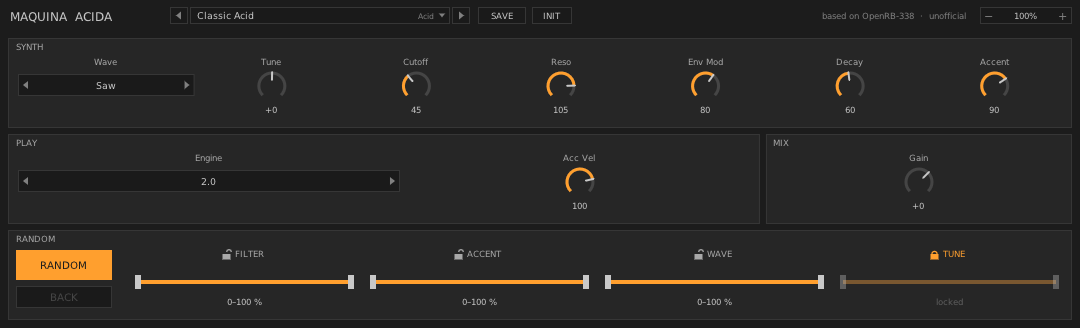 MAQUINA ACIDA
Classic Acid
Acid
SAVE
INIT
based on OpenRB-338 · unofficial
− 100% +
SYNTH
Wave
Tune
Cutoff
Reso
Env Mod
Decay
Accent
Saw
+0
45
105
80
60
90
PLAY
MIX
Engine
Acc Vel
Gain
2.0
100
+0
RANDOM
RANDOM
FILTER
ACCENT
WAVE
TUNE
BACK
0–100 %
0–100 %
0–100 %
locked